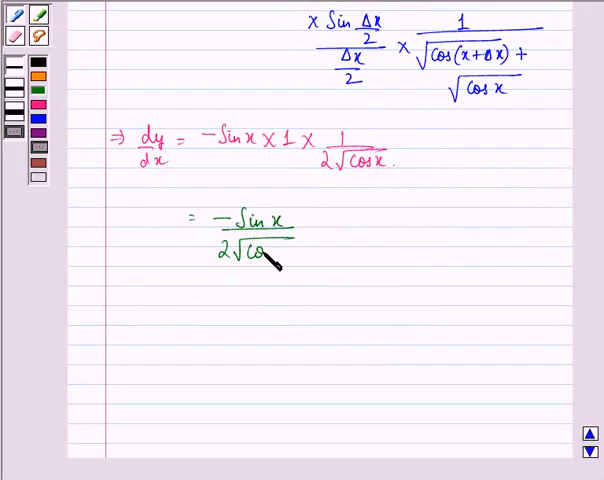 × Sin Δx/2 / Δx/2 × 1 / √cos(x+Δx) + √cos x
⇒ dy/dx = -Sin x × 1 × 1 / 2√cos x.
= -Sin x / 2√co